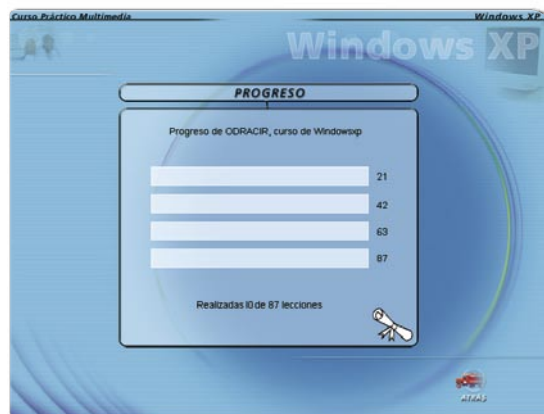 Curso Práctico Multimedia
Windows XP
Windows XP
PROGRESO
Progreso de ODRACIR, curso de Windowsxp
21
42
63
87
Realizadas l0 de 87 lecciones
ATRÁS